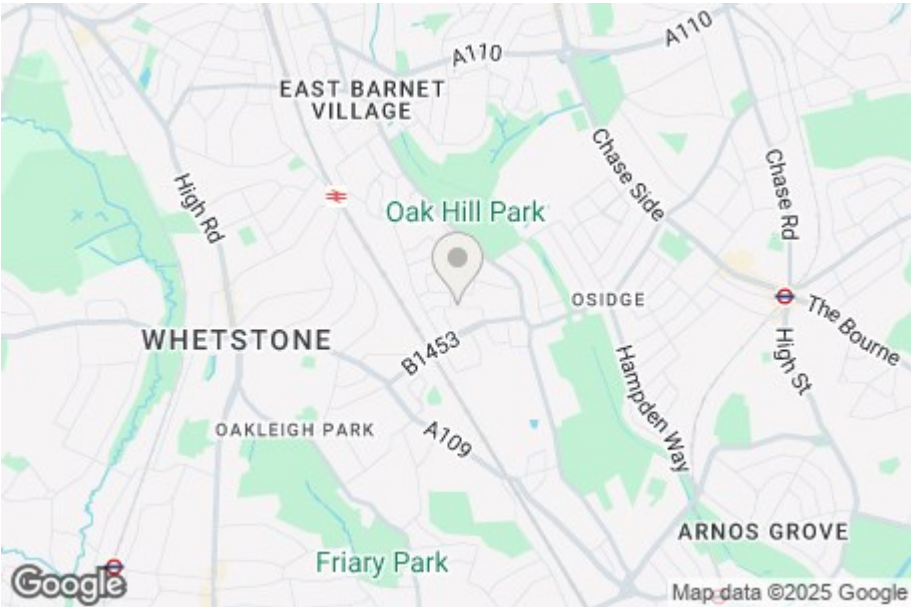 A110
A110
EAST BARNET
VILLAGE
Chase Side
Chase Rd
High Rd
Oak Hill Park
OSIDGE
The Bourne
WHETSTONE
B1453
High St
Hampden Way
OAKLEIGH PARK
A109
ARNOS GROVE
Friary Park
Google
Map data ©2025 Google